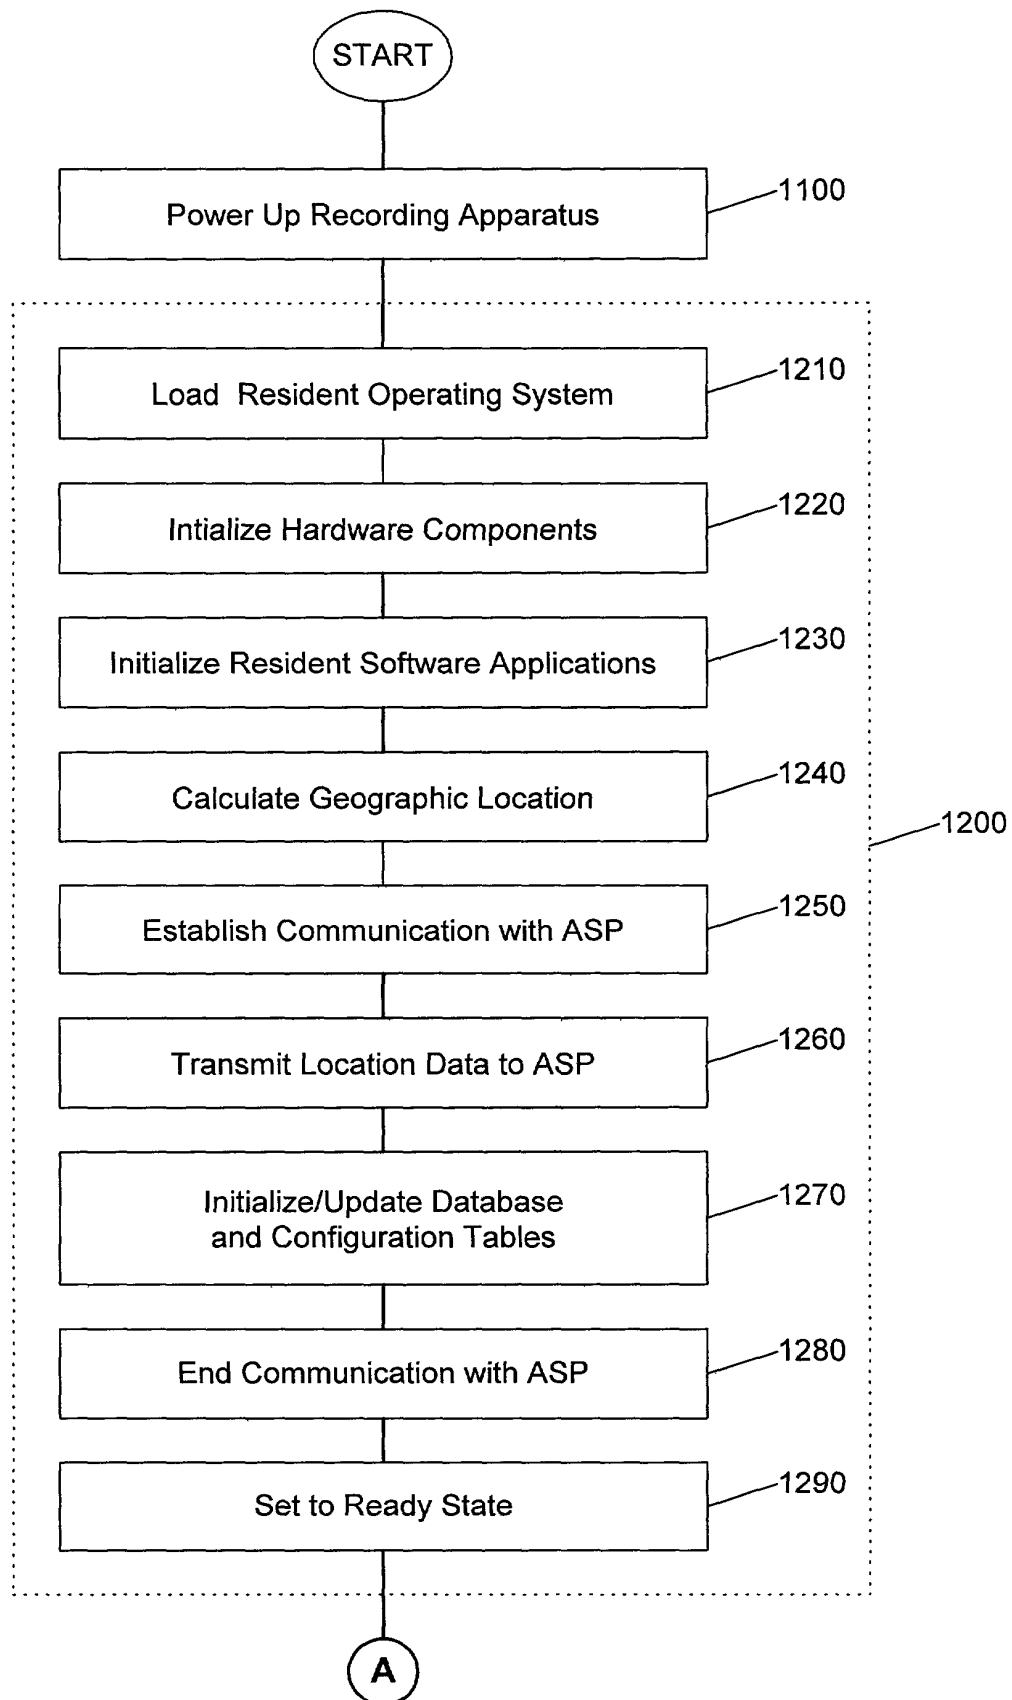 START
Power Up Recording Apparatus
1100
Load Resident Operating System
1210
Intialize Hardware Components
1220
Initialize Resident Software Applications
1230
Calculate Geographic Location
1240
1200
Establish Communication with ASP
1250
Transmit Location Data to ASP
1260
Initialize/Update Database
and Configuration Tables
1270
End Communication with ASP
1280
Set to Ready State
1290
A